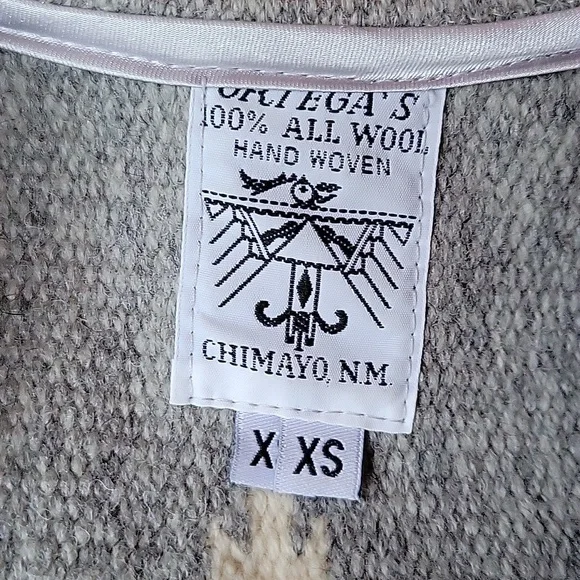 ORTEGA'S
100% ALL WOOL
HAND WOVEN
CHIMAYO, N.M.
X XS